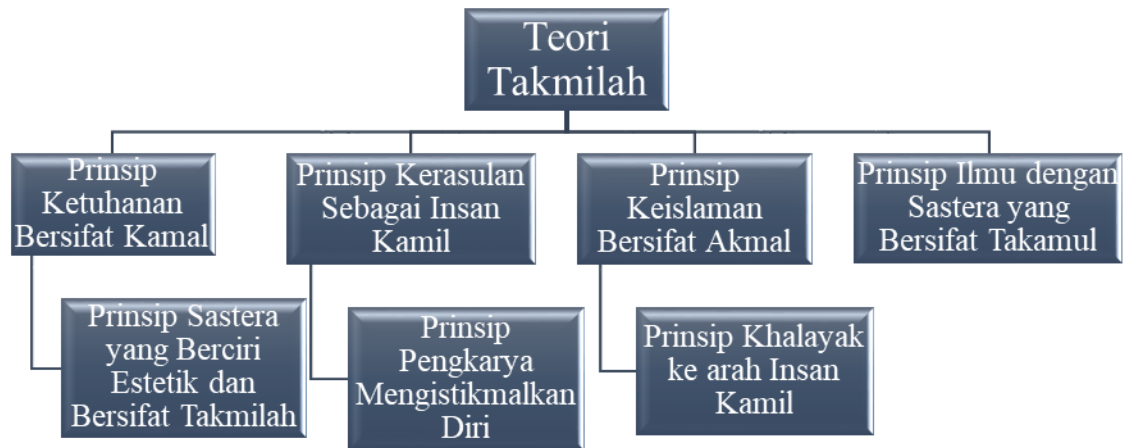 Teori
Takmilah
Prinsip
Ketuhanan
Bersifat Kamal
Prinsip Kerasulan
Sebagai Insan
Kamil
Prinsip
Keislaman
Bersifat Akmal
Prinsip Ilmu dengan
Sastera yang
Bersifat Takamul
Prinsip Sastera
yang Berciri
Estetik dan
Bersifat Takmilah
Prinsip
Pengkarya
Mengistikmalkan
Diri
Prinsip Khalayak
ke arah Insan
Kamil